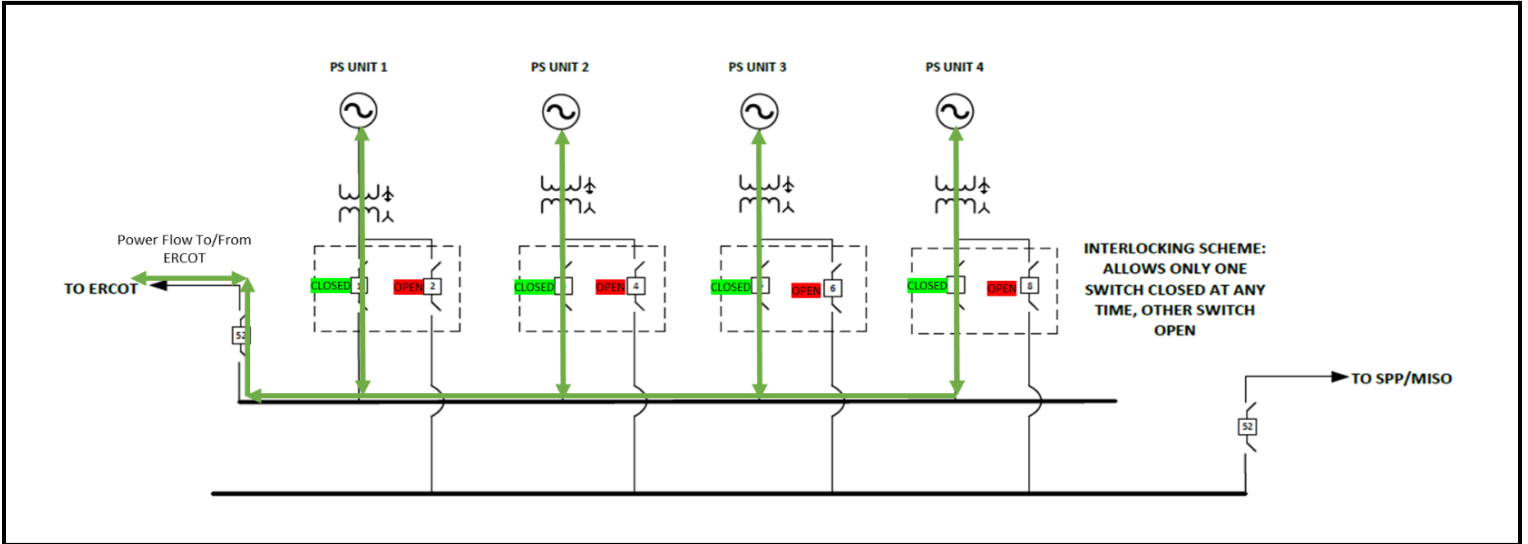 PS UNIT 1
PS UNIT 2
PS UNIT 3
PS UNIT 4
Power Flow To/From
ERCOT
TO ERCOT
52
CLOSED
1
OPEN
2
CLOSED
OPEN
4
CLOSED
OPEN
6
CLOSED
OPEN
8
INTERLOCKING SCHEME:
ALLOWS ONLY ONE
SWITCH CLOSED AT ANY
TIME, OTHER SWITCH
OPEN
TO SPP/MISO
52